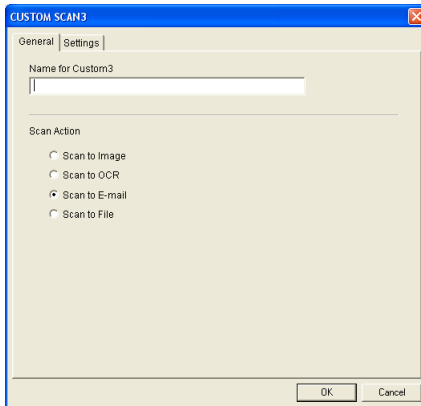 CUSTOM SCAN3
General Settings
Name for Custom3
Scan Action
Scan to Image
Scan to OCR
Scan to E-mail
Scan to File
OK Cancel